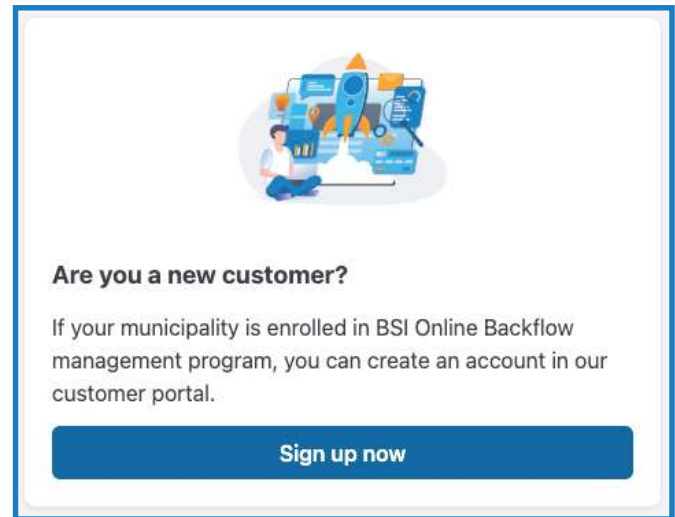 Are you a new customer?
If your municipality is enrolled in BSI Online Backflow
management program, you can create an account in our
customer portal.
Sign up now